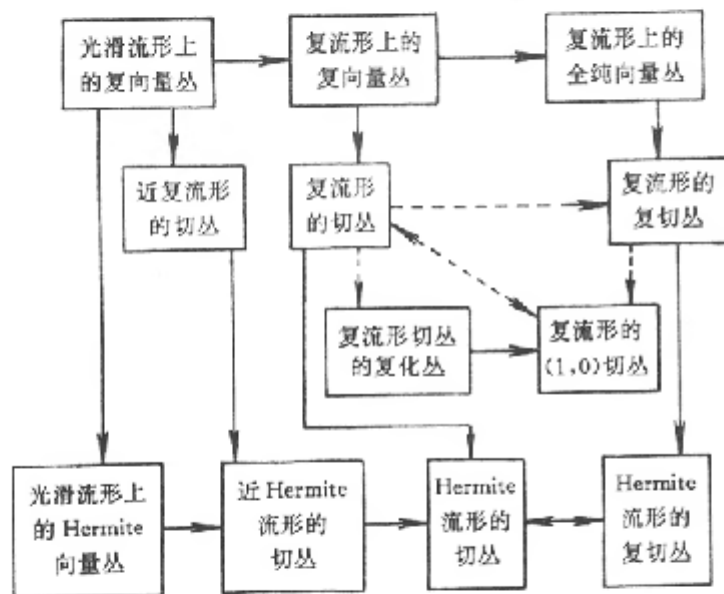 光滑流形上
的复向量丛
复流形上的
复向量丛
复流形上的
全纯向量丛
近复流形
的切丛
复流形
的切丛
复流形的
复切丛
复流形切丛
的复化丛
复流形的
(1,0)切丛
光滑流形上
的 Hermite
向量丛
近 Hermite
流形的
切丛
Hermite
流形的
切丛
Hermite
流形的
复切丛